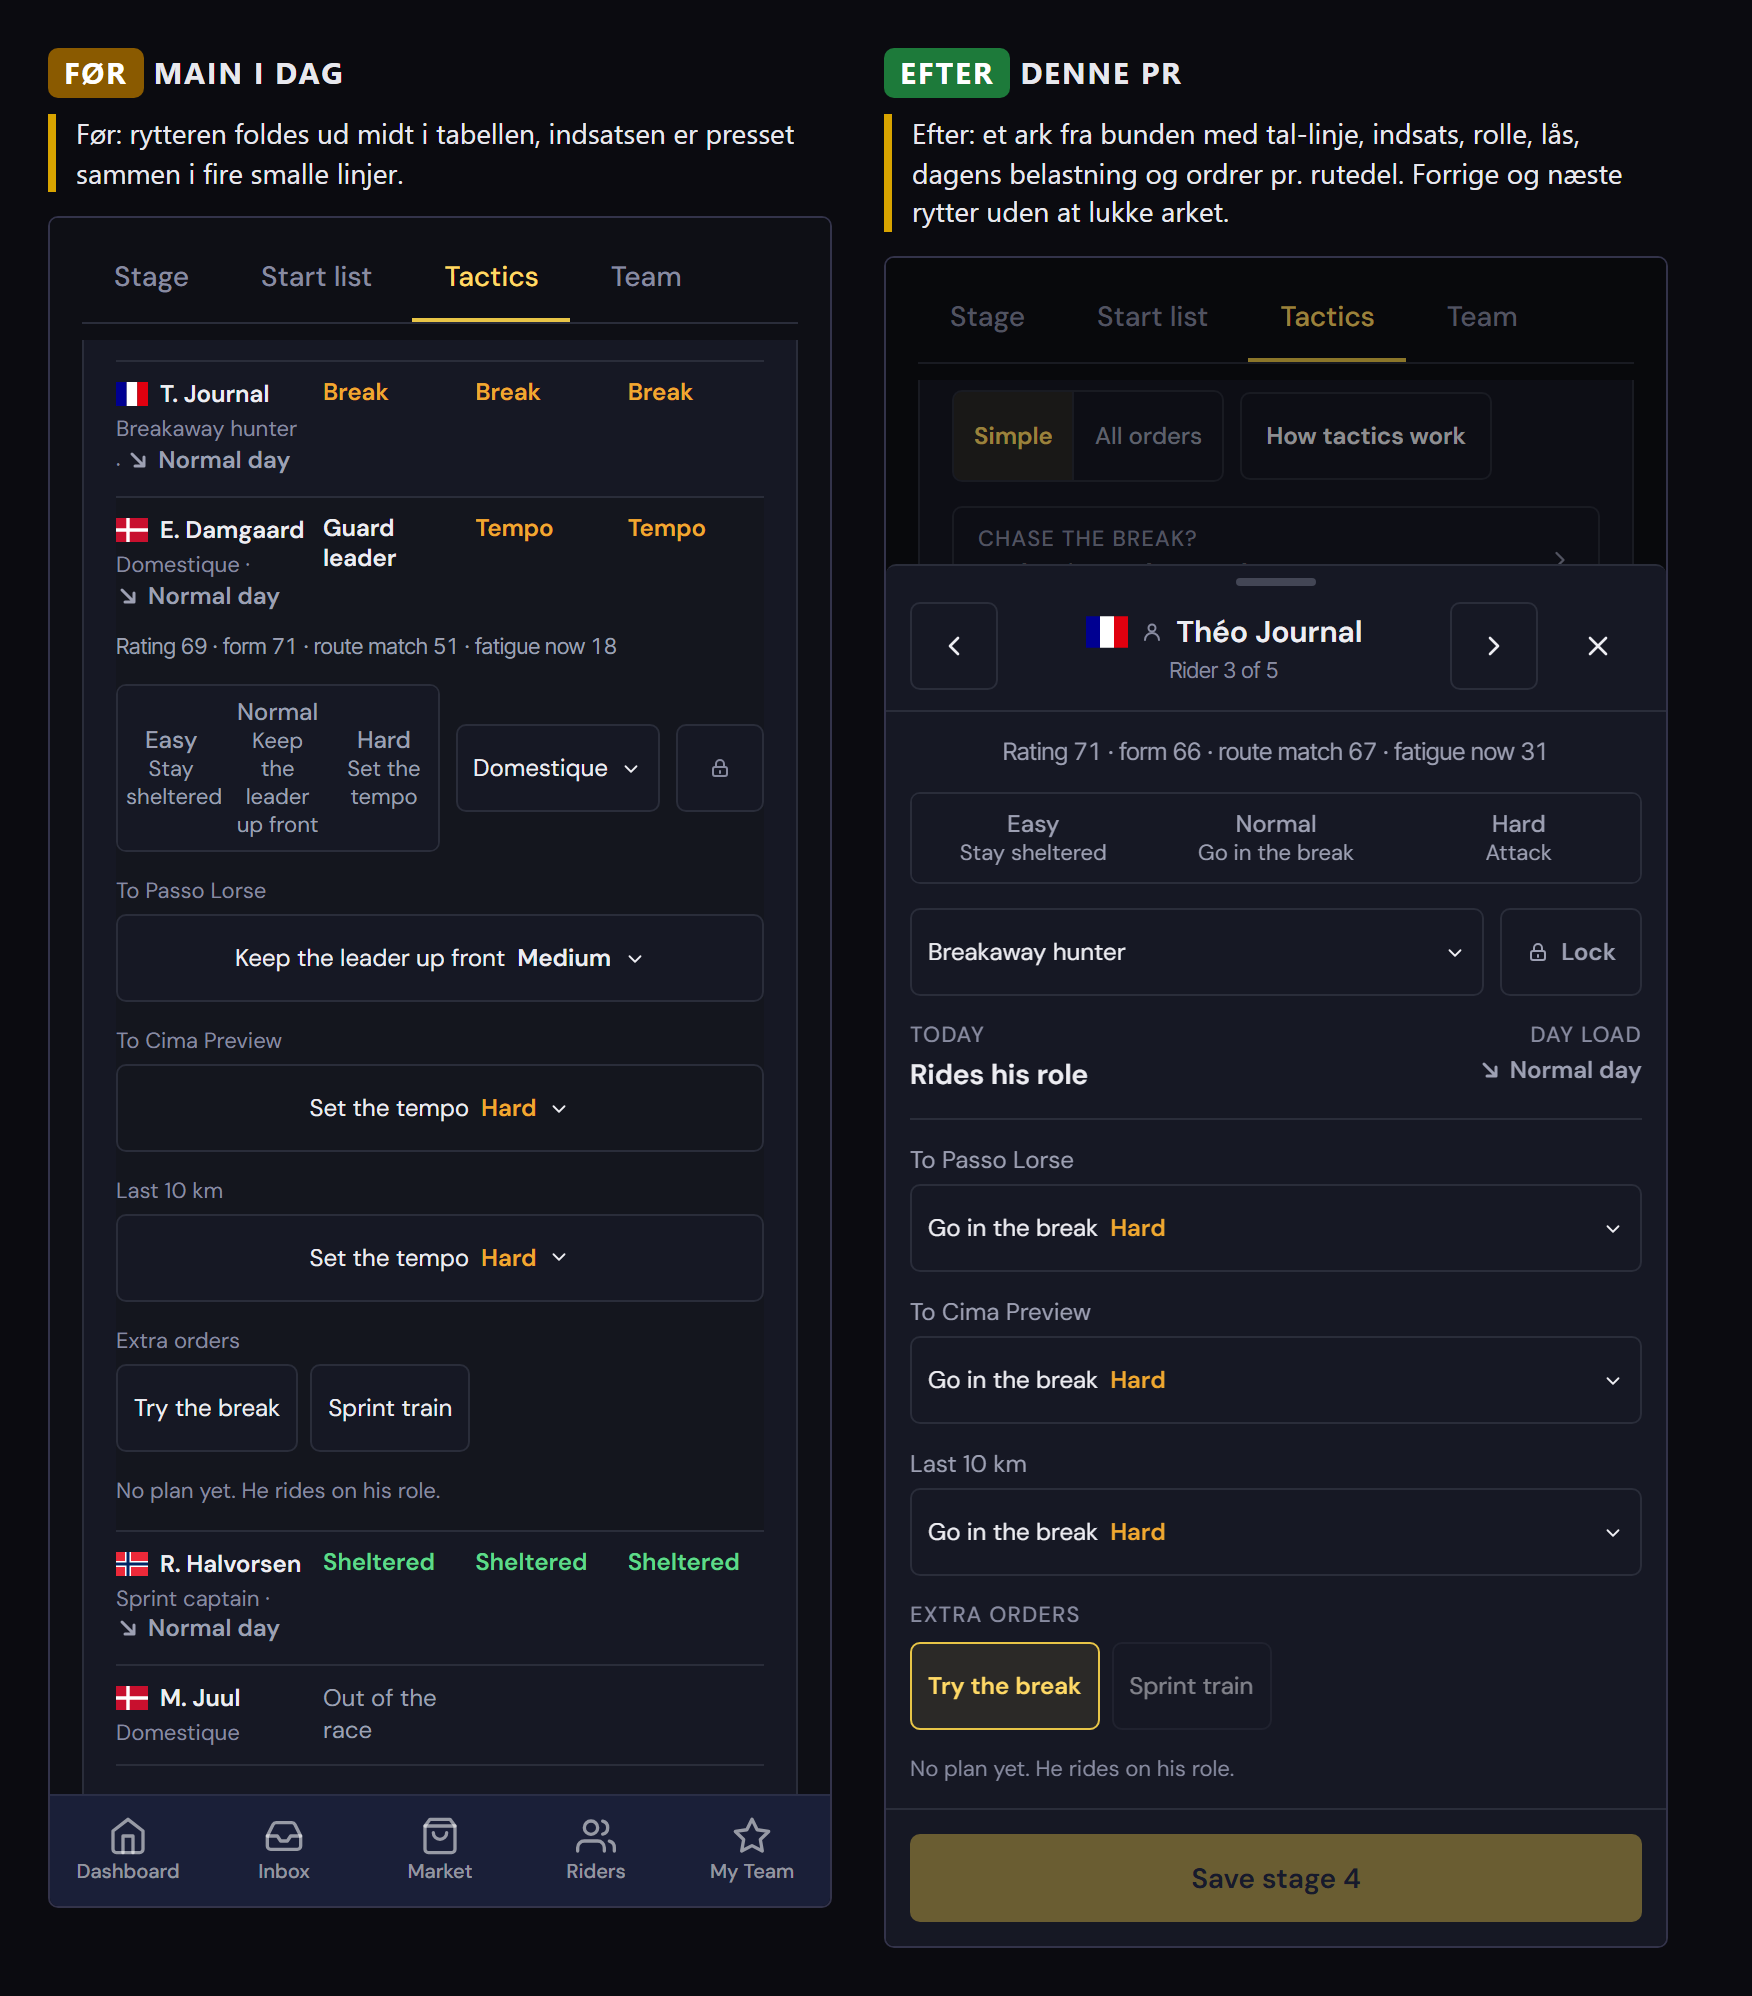 FØR MAIN I DAG
Før: rytteren foldes ud midt i tabellen, indsatsen er presset
sammen i fire smalle linjer.
Stage Start list Tactics Team
T. Journal Break Break Break
Breakaway hunter
· Normal day
E. Damgaard Guard leader Tempo Tempo
Domestique ·
Normal day
Rating 69 · form 71 · route match 51 · fatigue now 18
Easy
Stay
sheltered
Normal
Keep
the
leader
up front
Hard
Set the
tempo
Domestique
To Passo Lorse
Keep the leader up front Medium
To Cima Preview
Set the tempo Hard
Last 10 km
Set the tempo Hard
Extra orders
Try the break Sprint train
No plan yet. He rides on his role.
R. Halvorsen Sheltered Sheltered Sheltered
Sprint captain ·
Normal day
M. Juul Out of the race
Domestique
Dashboard Inbox Market Riders My Team
EFTER DENNE PR
Efter: et ark fra bunden med tal-linje, indsats, rolle, lås,
dagens belastning og ordrer pr. rutedel. Forrige og næste
rytter uden at lukke arket.
Stage Start list Tactics Team
Simple All orders How tactics work
CHASE THE BREAK?
Théo Journal
Rider 3 of 5
Rating 71 · form 66 · route match 67 · fatigue now 31
Easy Normal Hard
Stay sheltered Go in the break Attack
Breakaway hunter Lock
TODAY DAY LOAD
Rides his role Normal day
To Passo Lorse
Go in the break Hard
To Cima Preview
Go in the break Hard
Last 10 km
Go in the break Hard
EXTRA ORDERS
Try the break Sprint train
No plan yet. He rides on his role.
Save stage 4